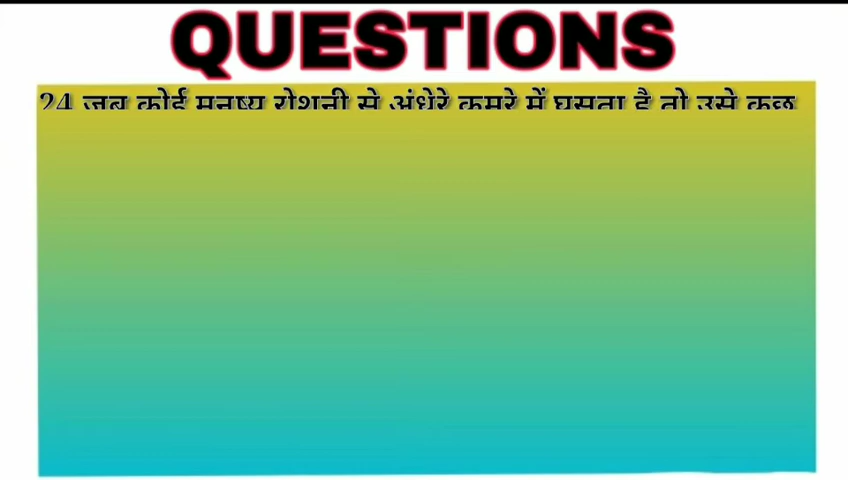 QUESTIONS
24 जब कोई मनुष्य रोशनी से अंधेरे कमरे में घुसता है तो उसे कुछ